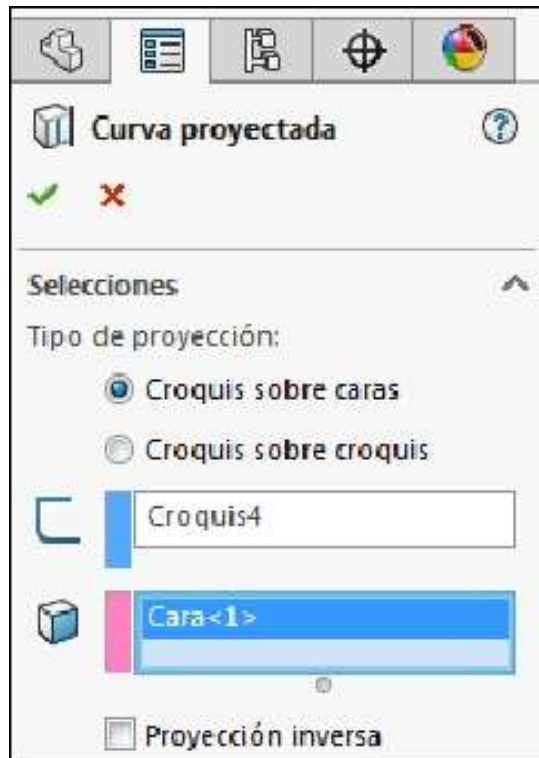 Curva proyectada
Selecciones
Tipo de proyección:
Croquis sobre caras
Croquis sobre croquis
Croquis4
Cara<1>
Proyección inversa